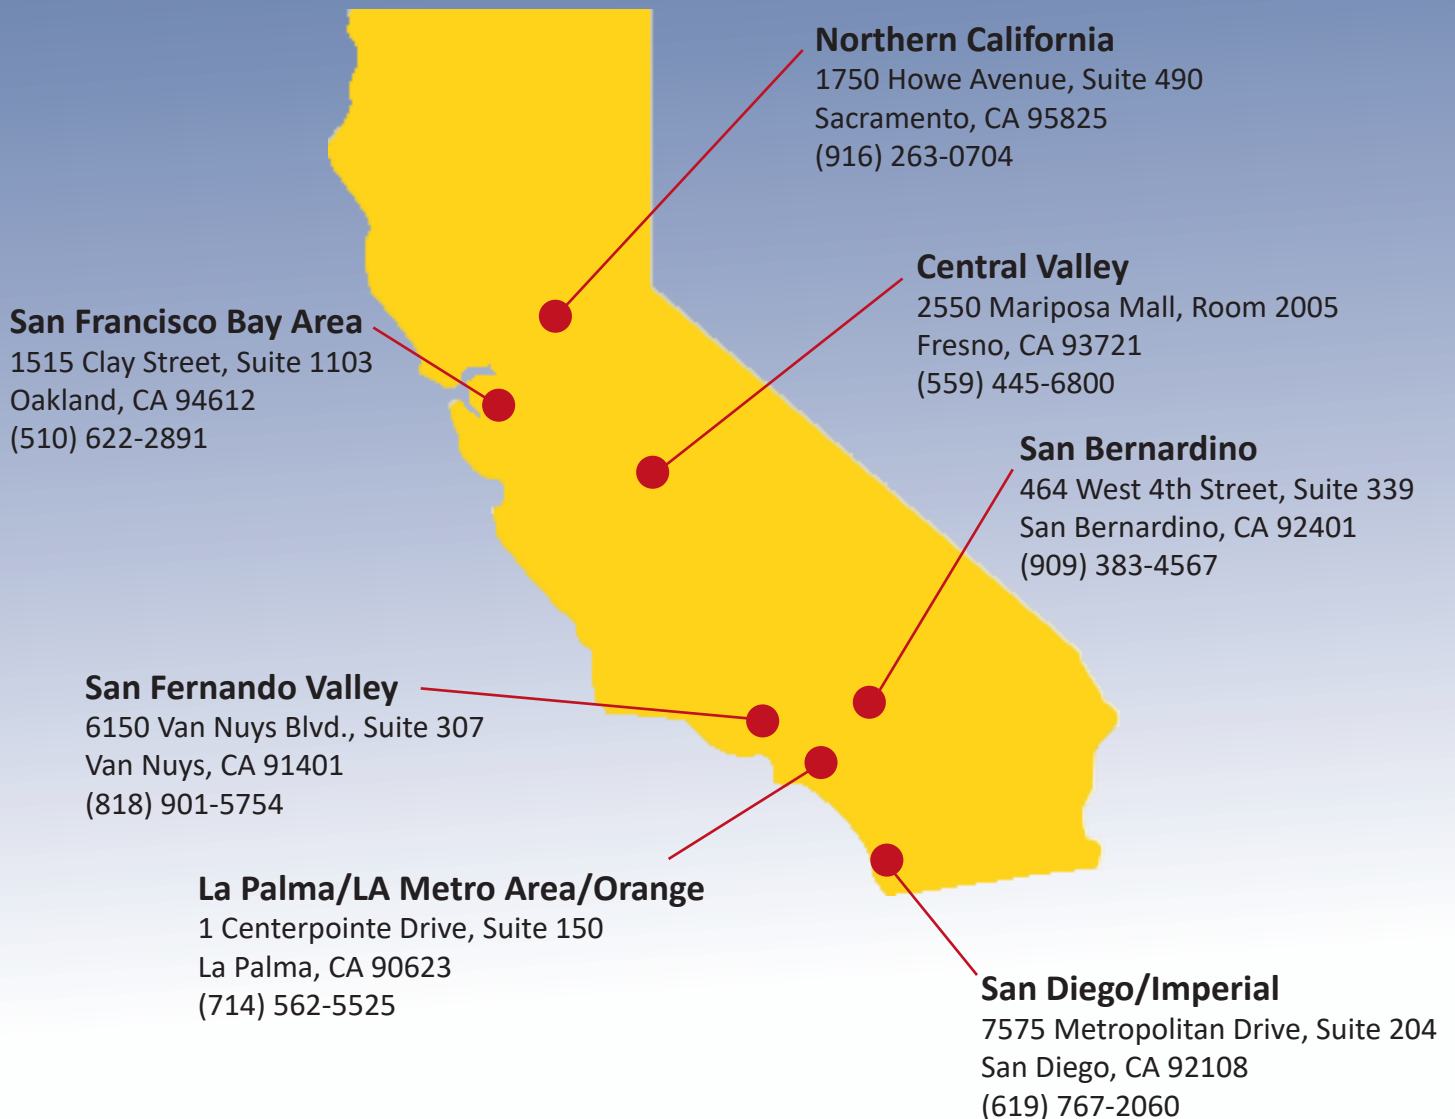 Northern California
1750 Howe Avenue, Suite 490
Sacramento, CA 95825
(916) 263-0704
Central Valley
2550 Mariposa Mall, Room 2005
Fresno, CA 93721
(559) 445-6800
San Francisco Bay Area
1515 Clay Street, Suite 1103
Oakland, CA 94612
(510) 622-2891
San Bernardino
464 West 4th Street, Suite 339
San Bernardino, CA 92401
(909) 383-4567
San Fernando Valley
6150 Van Nuys Blvd., Suite 307
Van Nuys, CA 91401
(818) 901-5754
La Palma/LA Metro Area/Orange
1 Centerpointe Drive, Suite 150
La Palma, CA 90623
(714) 562-5525
San Diego/Imperial
7575 Metropolitan Drive, Suite 204
San Diego, CA 92108
(619) 767-2060